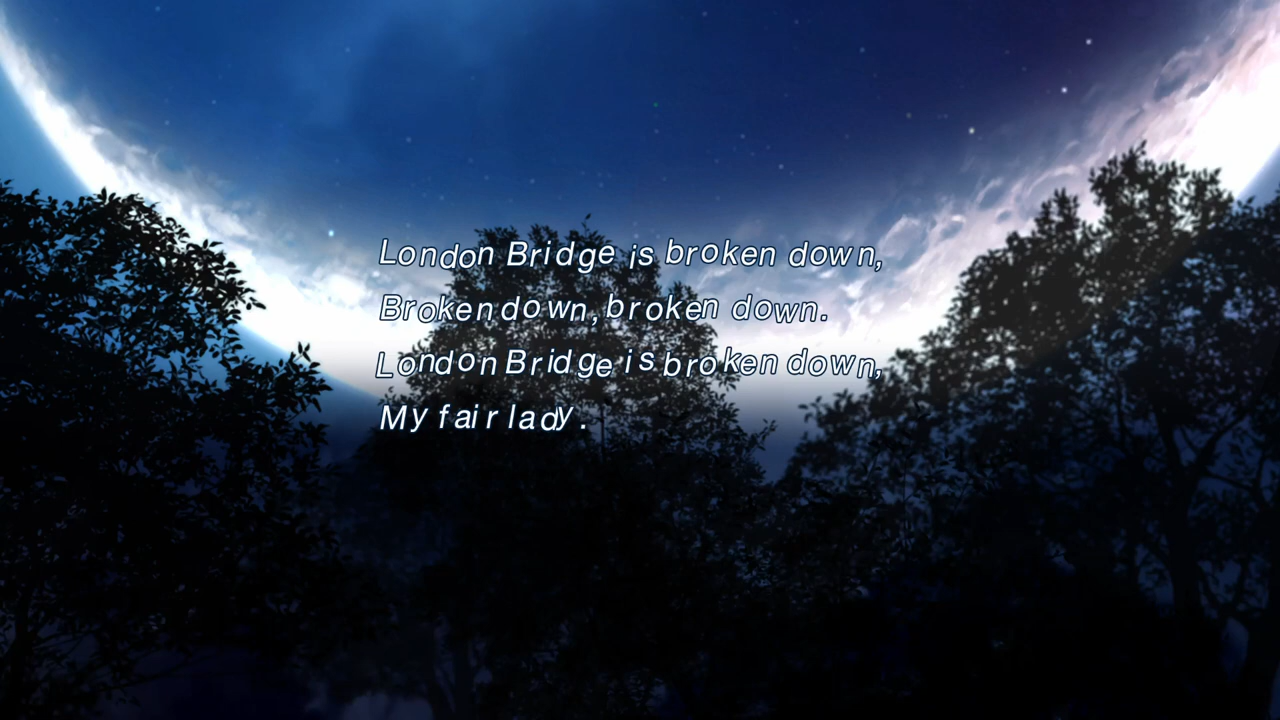 London Bridge is broken down,
Broken down, broken down.
London Bridge is broken down,
My fair lady.